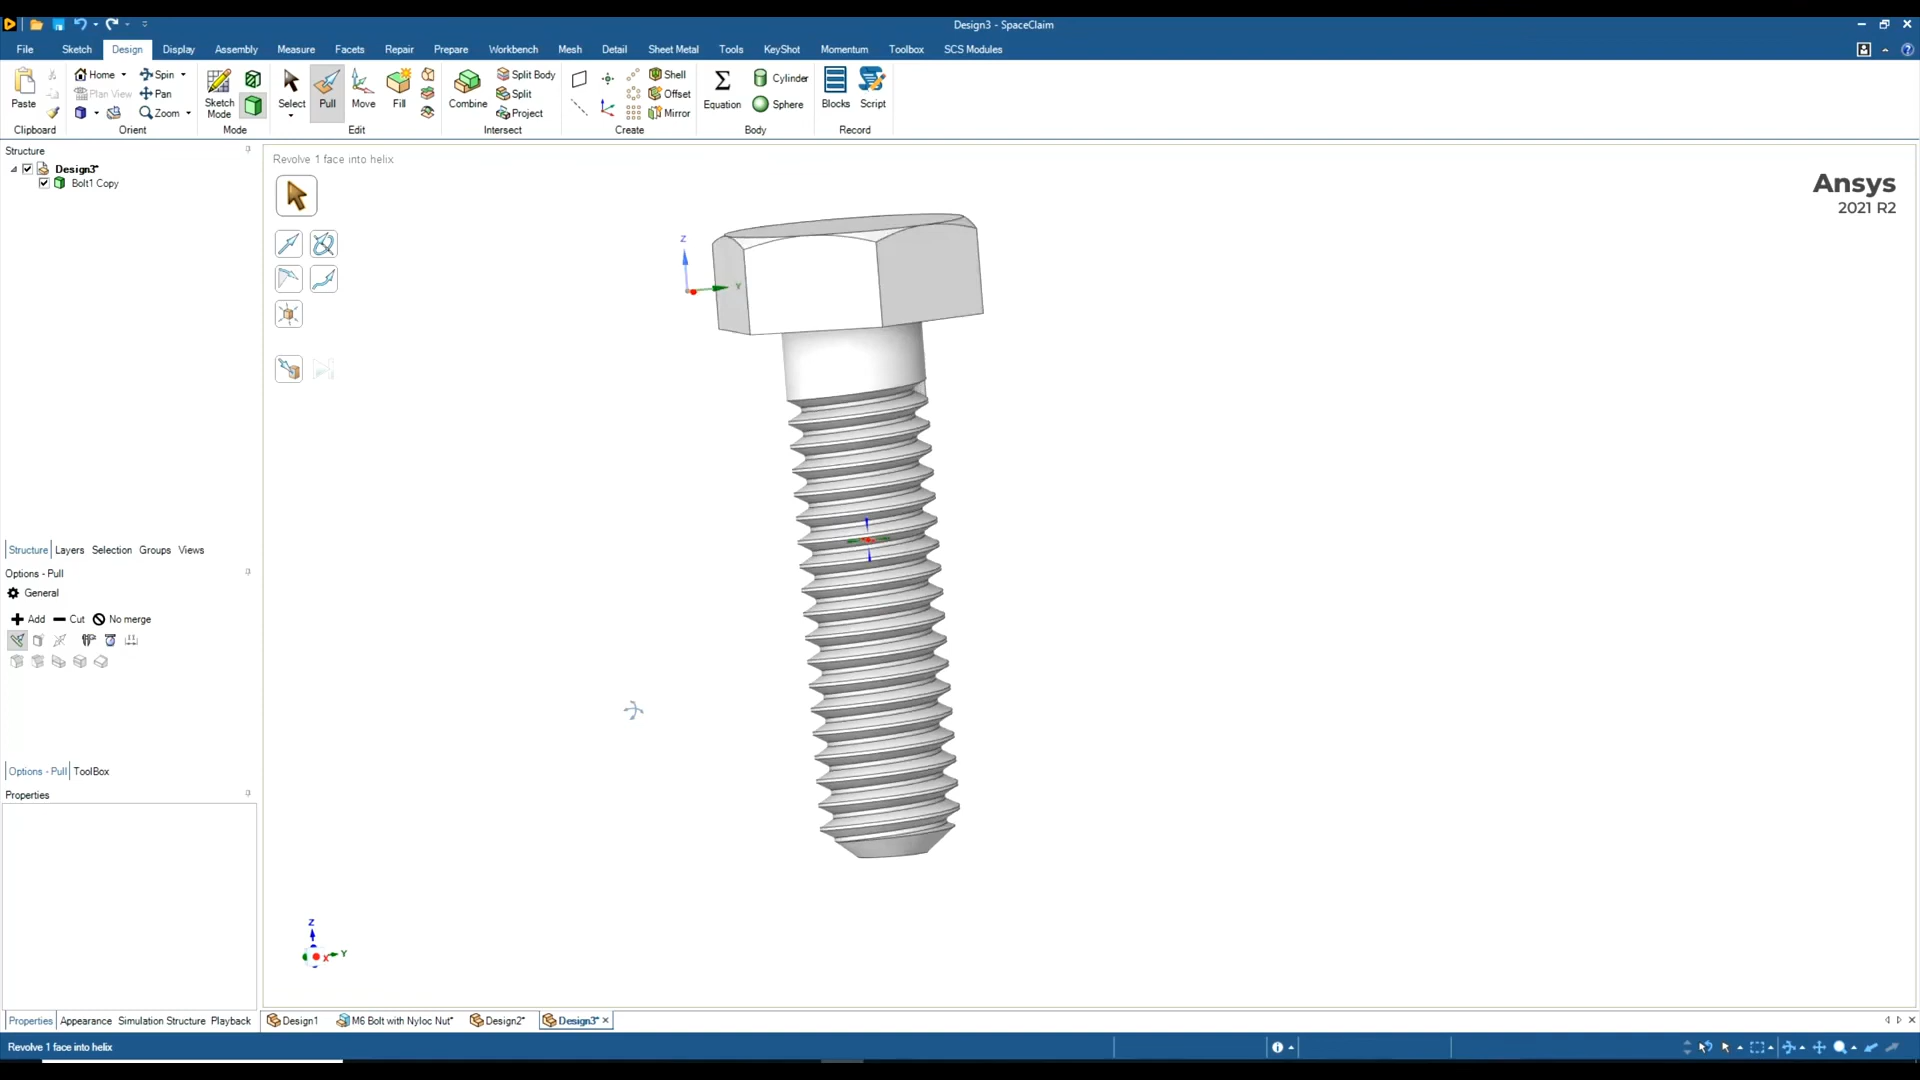 Design3 - SpaceClaim
File Sketch Design Display Assembly Measure Facets Repair Prepare Workbench Mesh Detail Sheet Metal Tools KeyShot Momentum Toolbox SCS Modules
Home Spin Split Body Shell Cylinder
Plan View Pan Split Offset
Paste Sketch Mode Select Pull Move Fill Combine Equation Sphere Blocks Script
Zoom Project Mirror
Clipboard Orient Mode Edit Intersect Create Body Record
Structure
Revolve 1 face into helix
Design3*
Bolt1 Copy
Ansys
2021 R2
Z
Y
Structure Layers Selection Groups Views
Options - Pull
General
Add Cut No merge
Options - Pull ToolBox
Properties
Z
X Y
Properties Appearance Simulation Structure Playback
Design1 M6 Bolt with Nyloc Nut* Design2* Design3*
Revolve 1 face into helix